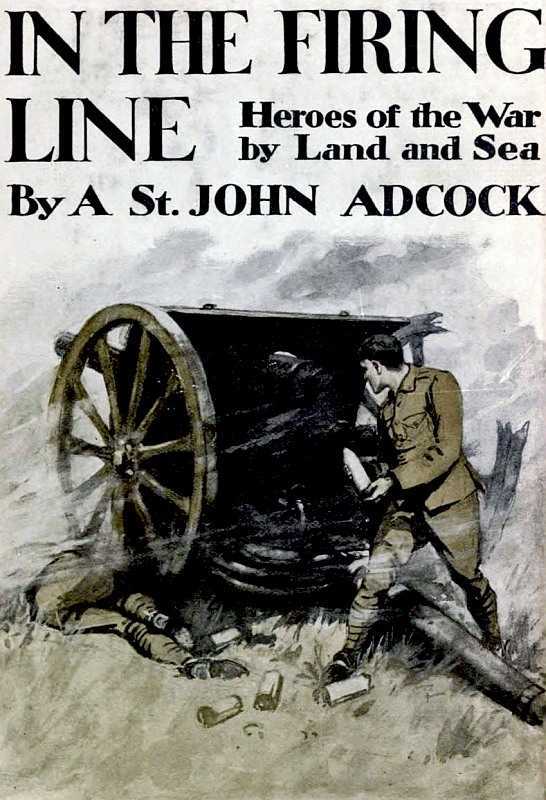 IN THE FIRING
LINE
Heroes of the War
by Land and Sea
By A St. JOHN ADCOCK